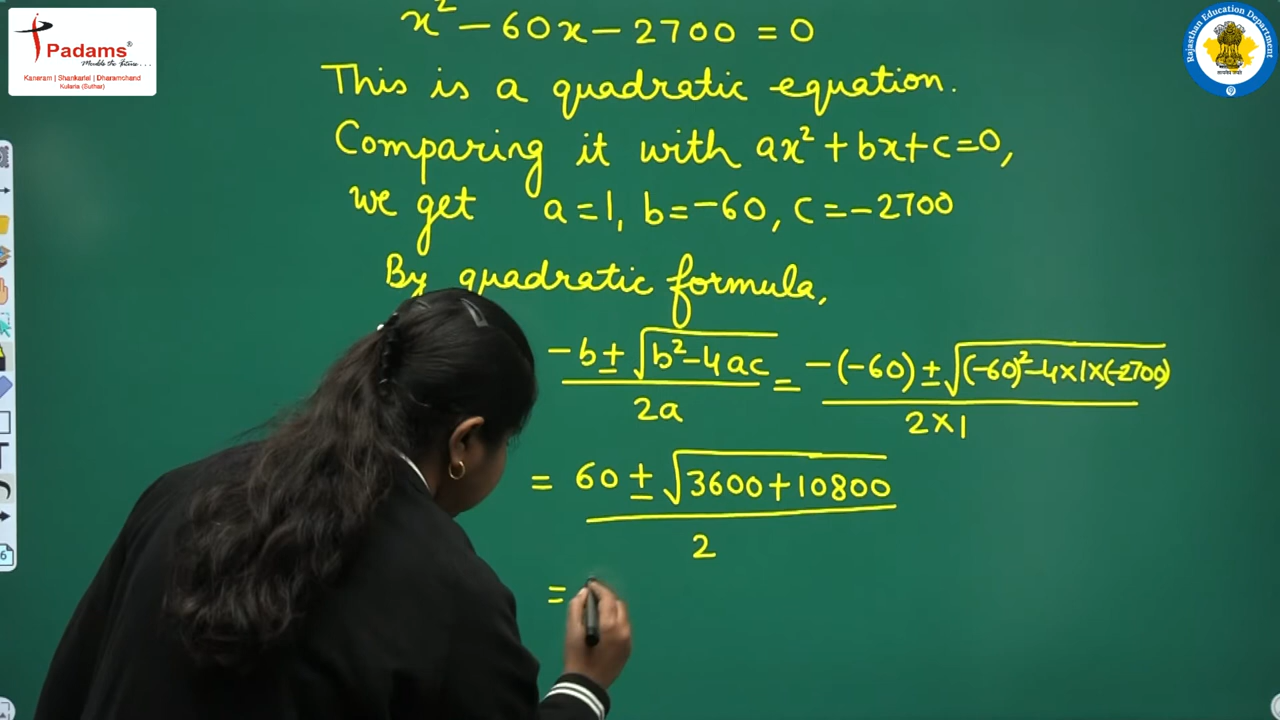 Padams®
Moulds the future...
Kanaram | Shankarlal | Dharamchand
Kularia (Suthar)
Rajasthan Education Department
x² – 60x – 2700 = 0
This is a quadratic equation.
Comparing it with ax² + bx + c = 0,
we get a = 1, b = –60, c = –2700
By quadratic formula,
–b ± √(b² – 4ac) / 2a = –(–60) ± √((–60)² – 4×1×(–2700)) / 2×1
= 60 ± √(3600 + 10800) / 2
=